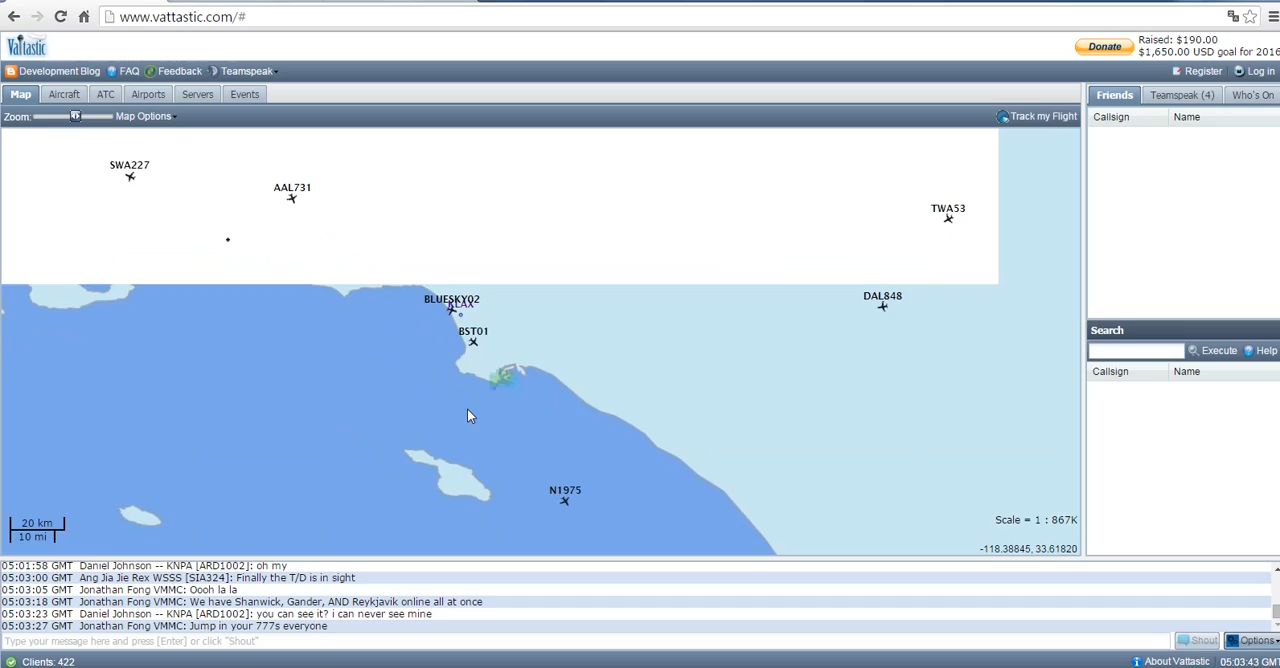 www.vattastic.com/#
Vattastic
Donate
Raised: $190.00
$1,650.00 USD goal for 2016
Development Blog FAQ Feedback Teamspeak
Register Log in
Map Aircraft ATC Airports Servers Events
Friends Teamspeak (4) Who's On
Zoom: Map Options
Track my Flight
Callsign Name
SWA227
AAL731
TWA53
BLUESKY02
KLAX
DAL848
BST01
Search
Execute Help
Callsign Name
N1975
20 km
10 mi
Scale = 1 : 867K
-118.38845, 33.61820
05:01:58 GMT Daniel Johnson -- KNPA [ARD1002]: oh my
05:03:00 GMT Ang Jia Jie Rex WSSS [SIA324]: Finally the T/D is in sight
05:03:05 GMT Jonathan Fong VMMC: Oooh la la
05:03:18 GMT Jonathan Fong VMMC: We have Shanwick, Gander, AND Reykjavik online all at once
05:03:23 GMT Daniel Johnson -- KNPA [ARD1002]: you can see it? i can never see mine
05:03:27 GMT Jonathan Fong VMMC: Jump in your 777s everyone
Type your message here and press [Enter] or click "Shout"
Shout Options
Clients: 422
About Vattastic 05:03:43 GMT